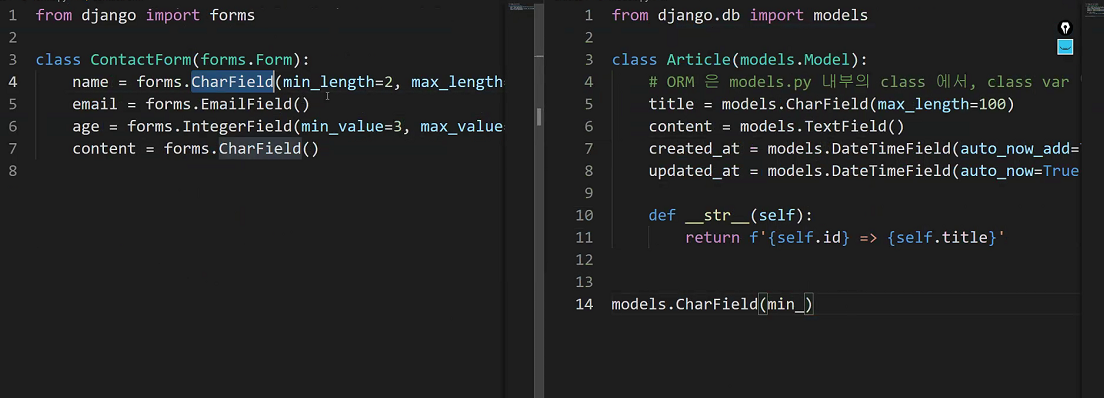 1 from django import forms
2
3 class ContactForm(forms.Form):
4 name = forms.CharField(min_length=2, max_length=
5 email = forms.EmailField()
6 age = forms.IntegerField(min_value=3, max_value=
7 content = forms.CharField()
8
1 from django.db import models
2
3 class Article(models.Model):
4 # ORM 은 models.py 내부의 class 에서, class var
5 title = models.CharField(max_length=100)
6 content = models.TextField()
7 created_at = models.DateTimeField(auto_now_add=
8 updated_at = models.DateTimeField(auto_now=True
9
10 def __str__(self):
11 return f'{self.id} => {self.title}'
12
13
14 models.CharField(min_)